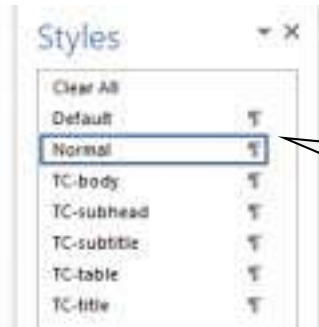 Styles
Clear All
Default ¶
Normal ¶
TC-body ¶
TC-subhead ¶
TC-subtitle ¶
TC-table ¶
TC-title ¶